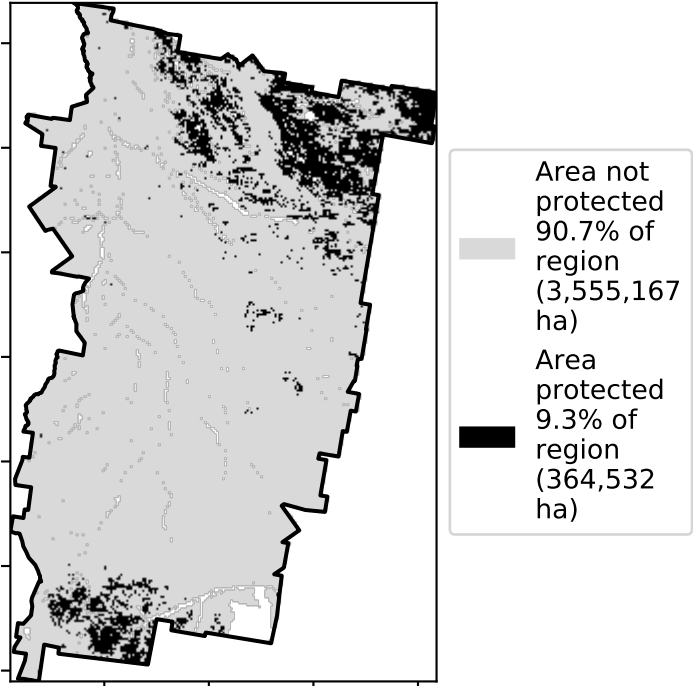 Area not
protected
90.7% of
region
(3,555,167
ha)
Area
protected
9.3% of
region
(364,532
ha)